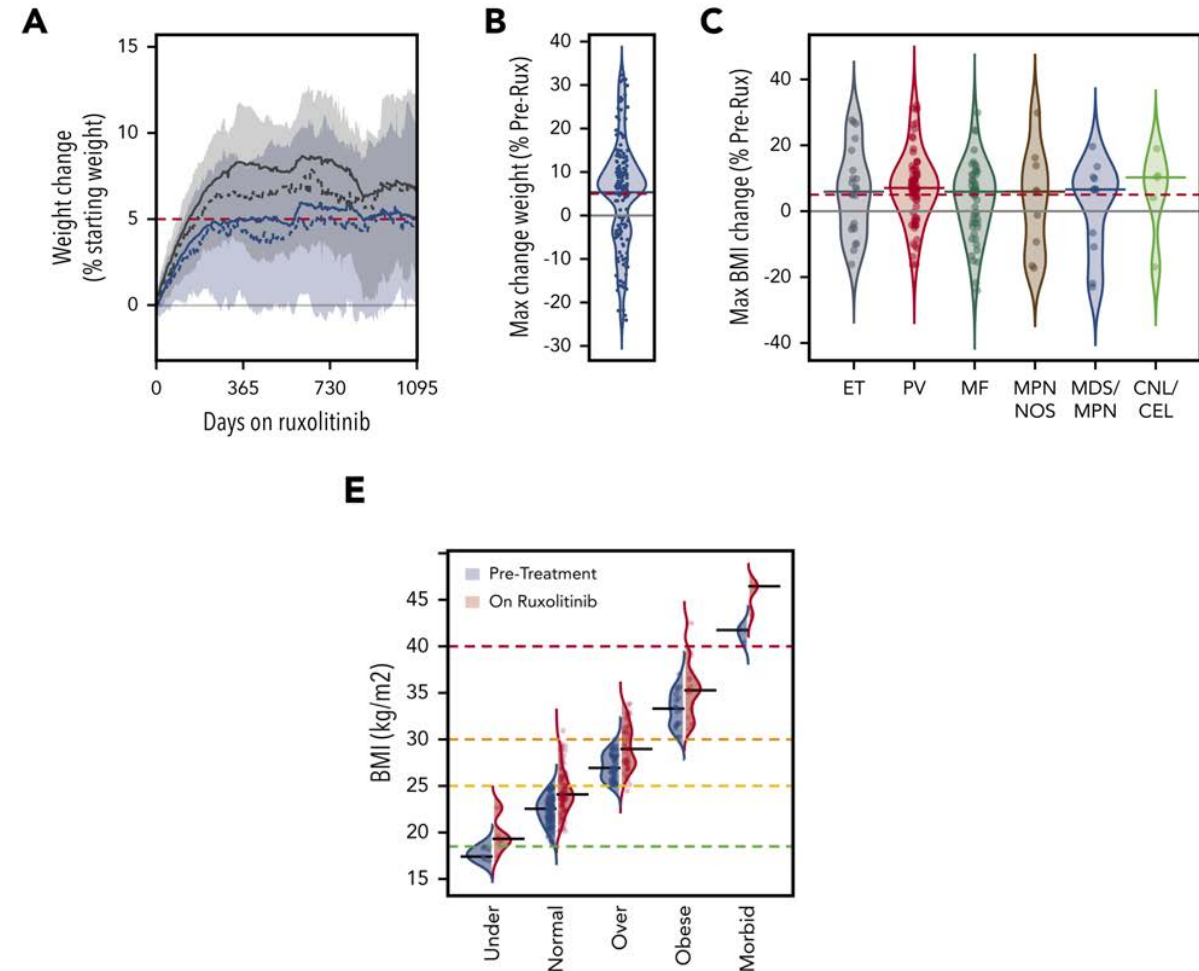 A
15
10
5
0
Weight change
(% starting weight)
0
365
730
1095
Days on ruxolitinib
B
40
30
20
10
0
-10
-20
-30
Max change weight (% Pre-Rux)
C
40
20
0
-20
-40
Max BMI change (% Pre-Rux)
ET
PV
MF
MPN
NOS
MDS/
MPN
CNL/
CEL
E
Pre-Treatment
On Ruxolitinib
45
40
35
30
25
20
15
BMI (kg/m2)
Under
Normal
Over
Obese
Morbid